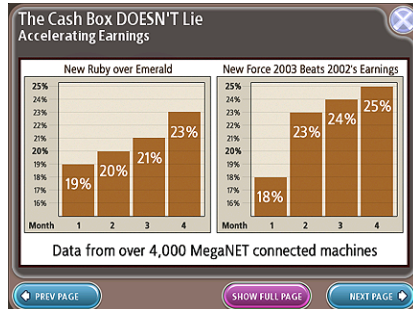 The Cash Box DOESN'T Lie
Accelerating Earnings
New Ruby over Emerald
25%
24%
23%
22%
21%
20%
19%
18%
17%
16%
19%
20%
21%
23%
Month 1 2 3 4
New Force 2003 Beats 2002's Earnings
25%
24%
23%
22%
21%
20%
19%
18%
17%
16%
18%
23%
24%
25%
Month 1 2 3 4
Data from over 4,000 MegaNET connected machines
PREV PAGE
SHOW FULL PAGE
NEXT PAGE